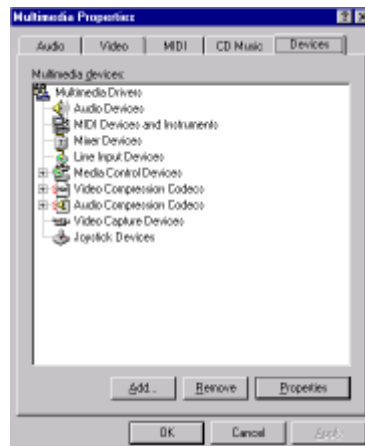 Multimedia Properties
Audio Video MIDI CD Music Devices
Multimedia devices:
Multimedia Drivers
Audio Devices
MIDI Devices and Instruments
Mixer Devices
Line Input Devices
Media Control Devices
Video Compression Codecs
Audio Compression Codecs
Video Capture Devices
Joystick Devices
Add... Remove Properties
OK Cancel Apply